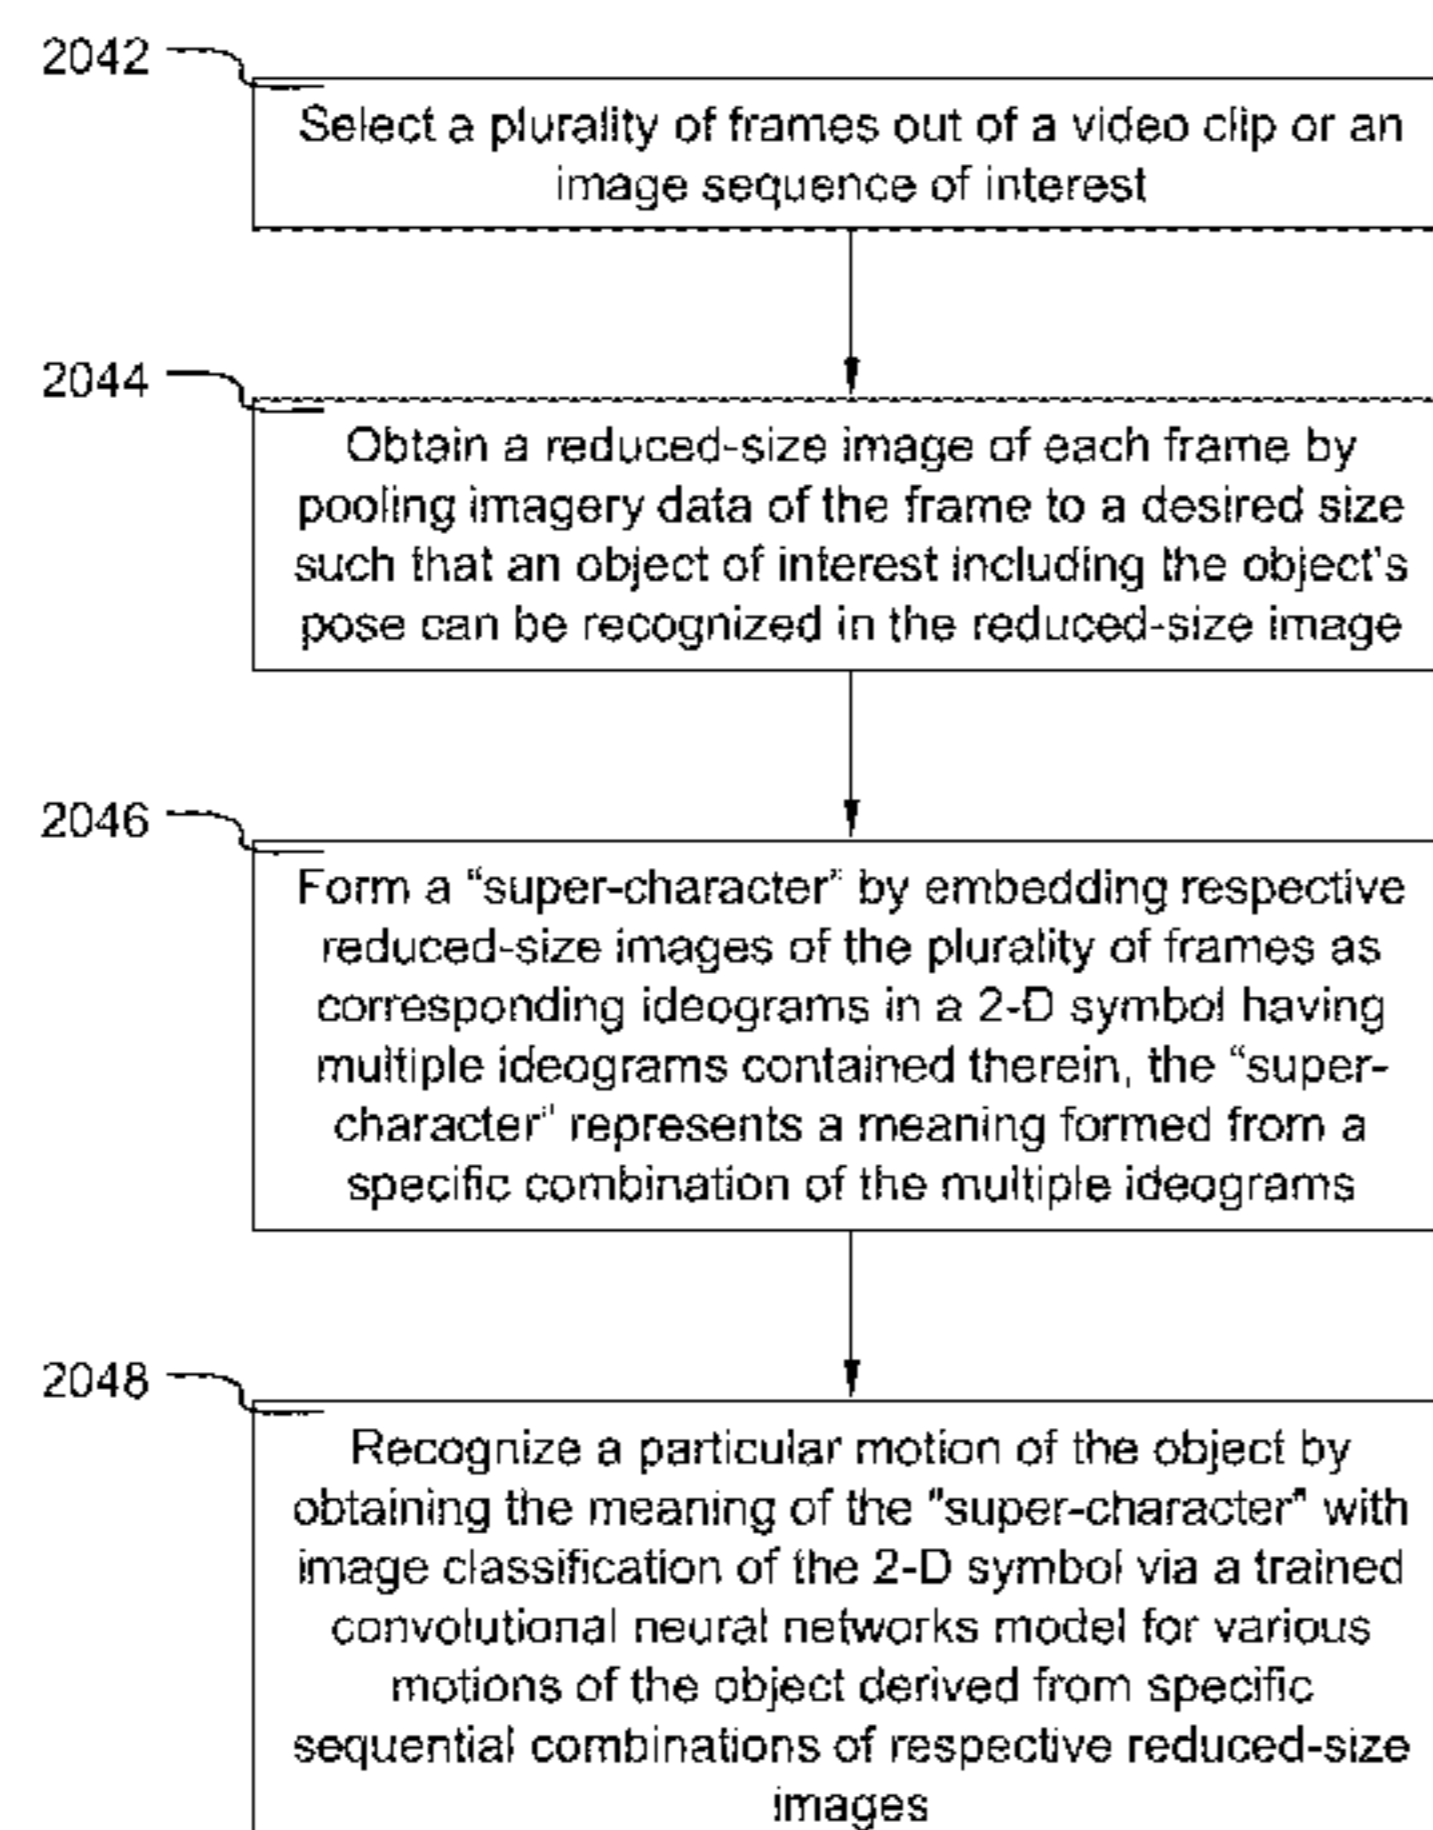 2042
Select a plurality of frames out of a video clip or an
image sequence of interest
2044
Obtain a reduced-size image of each frame by
pooling imagery data of the frame to a desired size
such that an object of interest including the object's
pose can be recognized in the reduced-size image
2046
Form a “super-character” by embedding respective
reduced-size images of the plurality of frames as
corresponding ideograms in a 2-D symbol having
multiple ideograms contained therein, the “super-
character” represents a meaning formed from a
specific combination of the multiple ideograms
2048
Recognize a particular motion of the object by
obtaining the meaning of the "super-character" with
image classification of the 2-D symbol via a trained
convolutional neural networks model for various
motions of the object derived from specific
sequential combinations of respective reduced-size
images